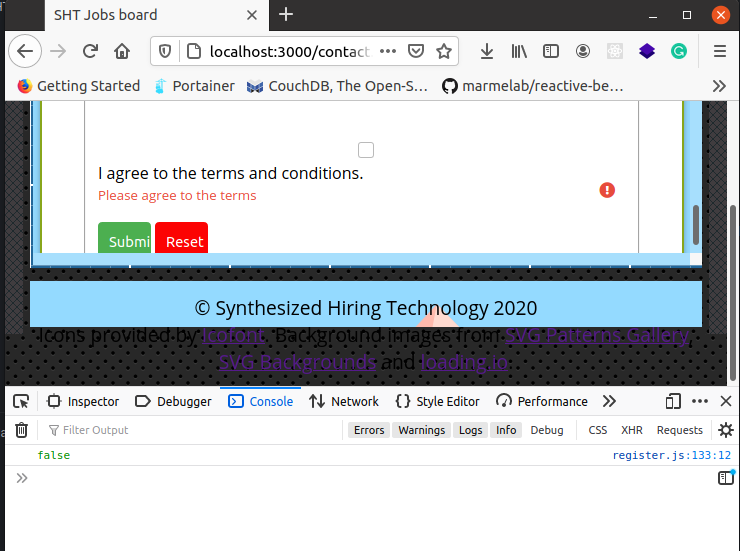 SHT Jobs board
localhost:3000/contact
Getting Started Portainer CouchDB, The Open-S… marmelab/reactive-be…
I agree to the terms and conditions.
Please agree to the terms
Submi Reset
© Synthesized Hiring Technology 2020
Icons provided by Icofont. Background images from SVG Patterns Gallery
SVG Backgrounds and loading.io
Inspector Debugger Console Network Style Editor Performance
Filter Output Errors Warnings Logs Info Debug CSS XHR Requests
false register.js:133:12